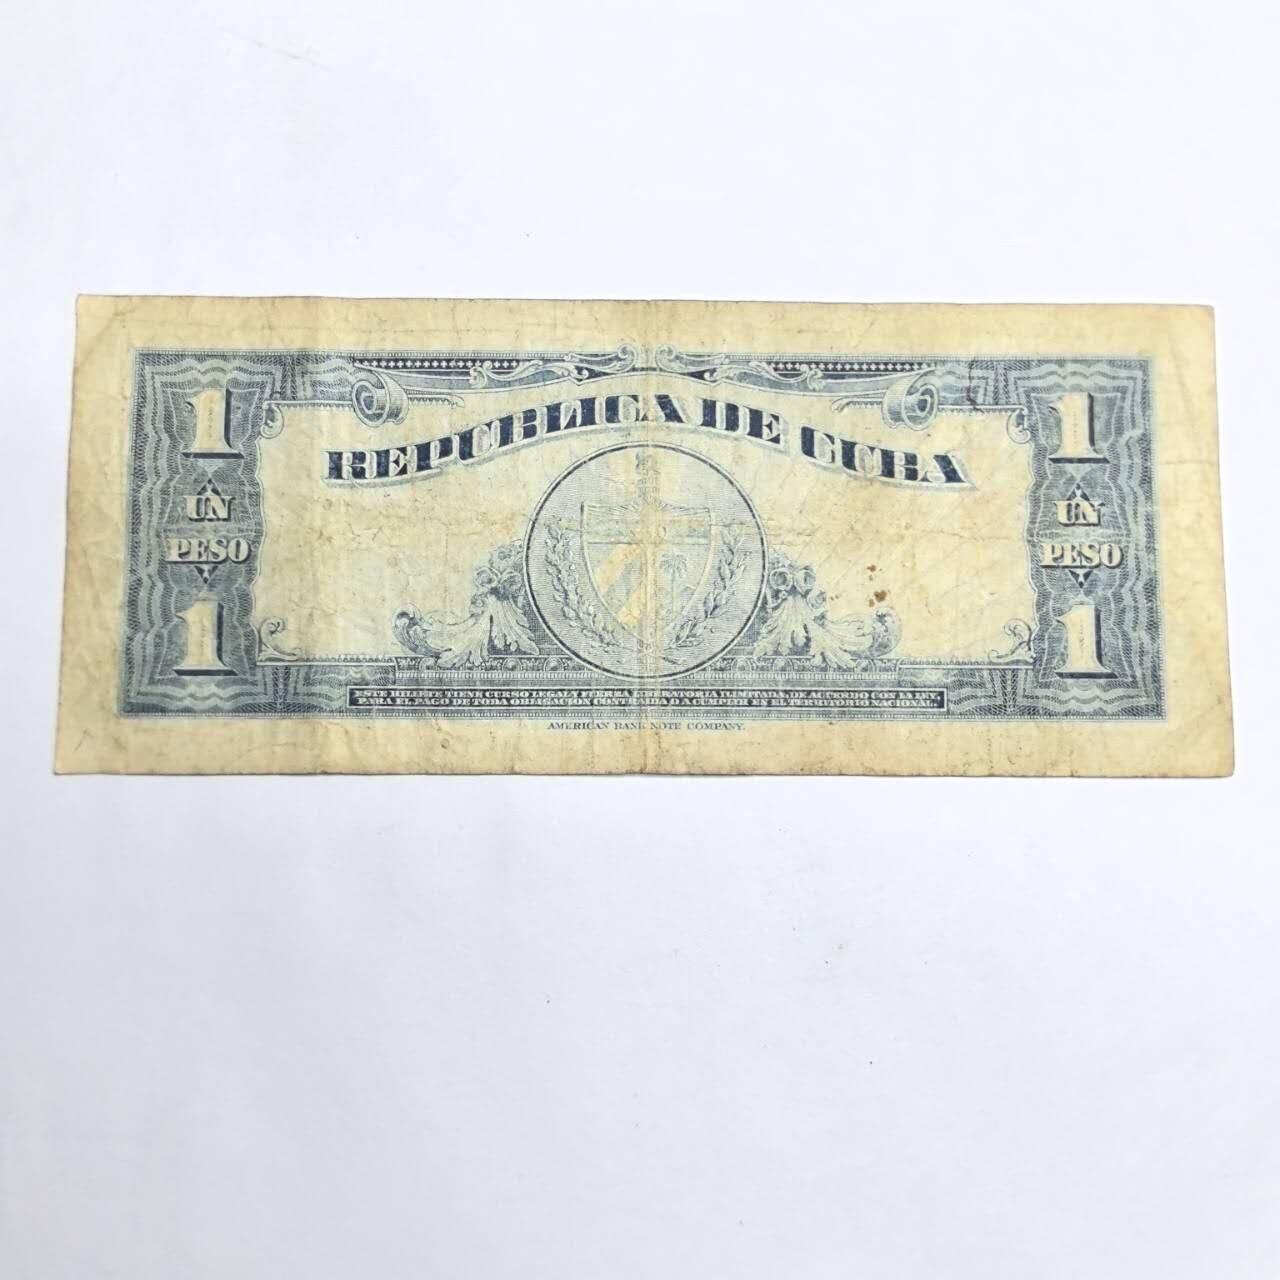 REPUBLICA DE CUBA
1
UN
PESO
1
1
UN
PESO
1
ESTE BILLETE TIENE CURSO LEGAL Y FUERZA LIBERATORIA ILIMITADA, DE ACUERDO CON LA LEY,
PARA EL PAGO DE TODA OBLIGACION CONTRAIDA O A CUMPLIR EN EL TERRITORIO NACIONAL.
AMERICAN BANK NOTE COMPANY.